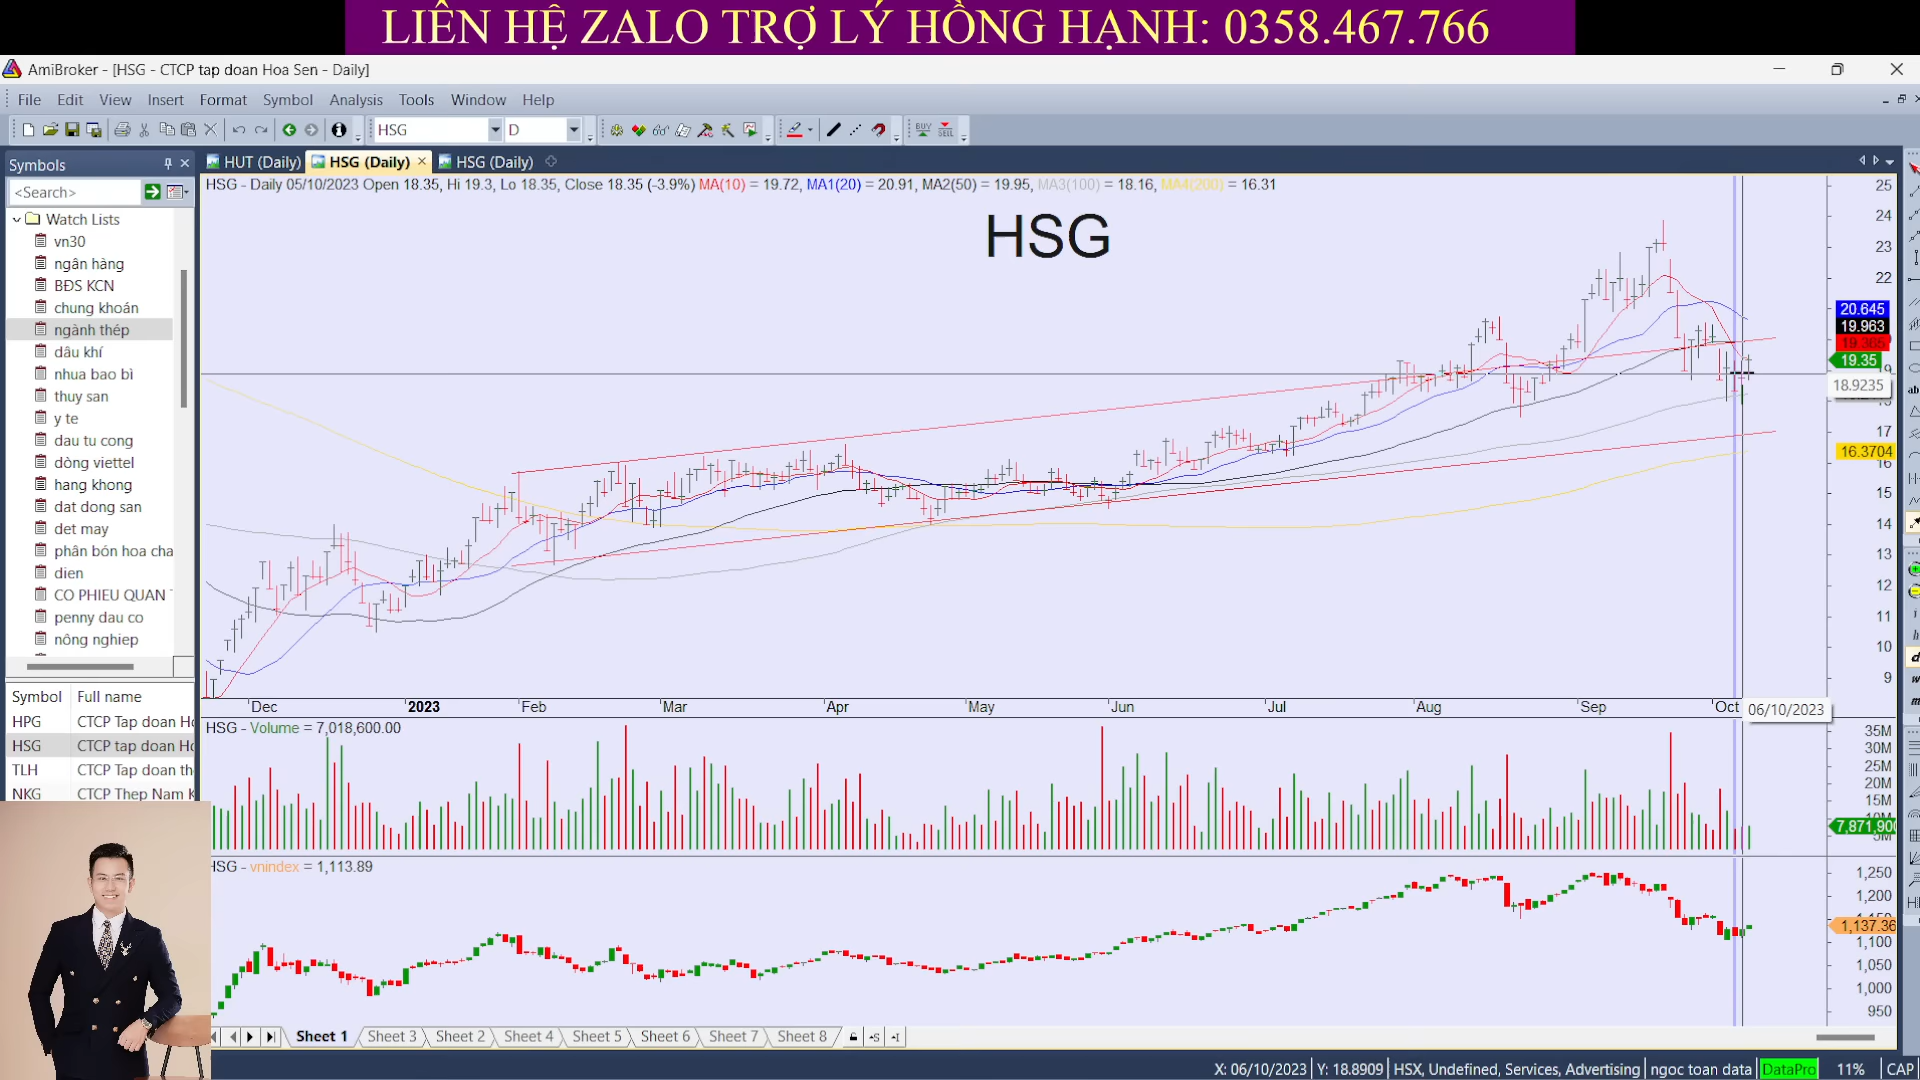 LIÊN HỆ ZALO TRỢ LÝ HỒNG HẠNH: 0358.467.766
AmiBroker - [HSG - CTCP tap doan Hoa Sen - Daily]
File Edit View Insert Format Symbol Analysis Tools Window Help
HSG D BUY SELL
Symbols
HUT (Daily) HSG (Daily) HSG (Daily)
<Search>
HSG - Daily 05/10/2023 Open 18.35, Hi 19.3, Lo 18.35, Close 18.35 (-3.9%) MA(10) = 19.72, MA1(20) = 20.91, MA2(50) = 19.95, MA3(100) = 18.16, MA4(200) = 16.31
HSG
Watch Lists
vn30
ngân hàng
BĐS KCN
chung khoán
ngành thép
dâu khí
nhua bao bì
thuy san
y te
dau tu cong
dòng viettel
hang khong
dat dong san
det may
phân bón hoa cha
dien
CO PHIEU QUAN
penny dau co
nông nghiep
25
24
23
22
20.645
19.963
19.365
19.35
18.9235
17
16.3704
16
15
14
13
12
11
10
9
Dec 2023 Feb Mar Apr May Jun Jul Aug Sep Oct 06/10/2023
Symbol Full name
HPG CTCP Tap doan Ho
HSG CTCP tap doan Ho
TLH CTCP Tap doan th
NKG CTCP Thep Nam K
HSG - Volume = 7,018,600.00
35M
30M
25M
20M
15M
7,871,900
HSG - vnindex = 1,113.89
1,250
1,200
1,137.36
1,100
1,050
1,000
950
Sheet 1 Sheet 3 Sheet 2 Sheet 4 Sheet 5 Sheet 6 Sheet 7 Sheet 8
X: 06/10/2023 Y: 18.8909 HSX, Undefined, Services, Advertising ngoc toan data DataPro 11% CAP